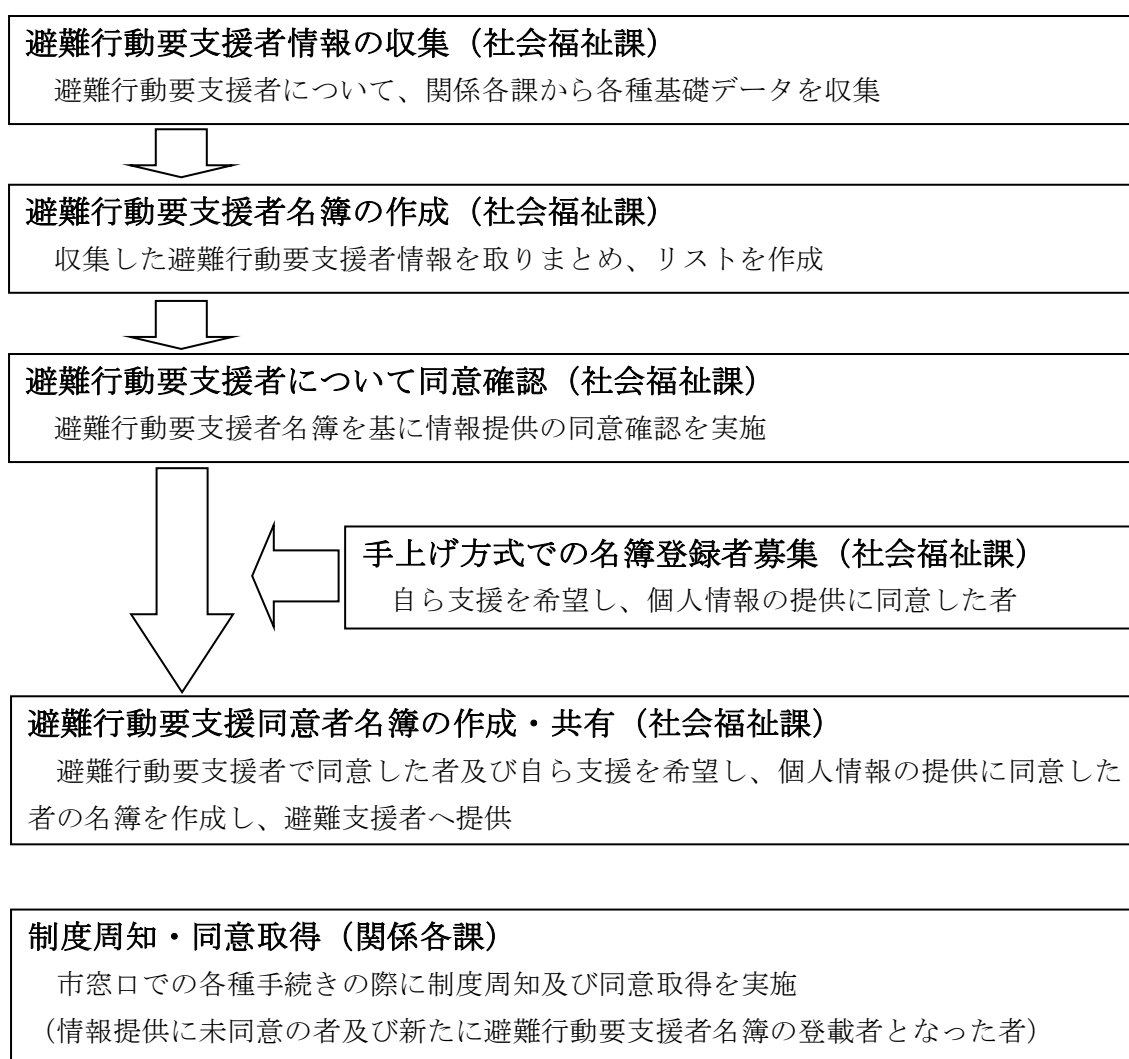 避難行動要支援者情報の収集（社会福祉課）
避難行動要支援者について、関係各課から各種基礎データを収集
避難行動要支援者名簿の作成（社会福祉課）
収集した避難行動要支援者情報を取りまとめ、リストを作成
避難行動要支援者について同意確認（社会福祉課）
避難行動要支援者名簿を基に情報提供の同意確認を実施
手上げ方式での名簿登録者募集（社会福祉課）
自ら支援を希望し、個人情報の提供に同意した者
避難行動要支援同意者名簿の作成・共有（社会福祉課）
避難行動要支援者で同意した者及び自ら支援を希望し、個人情報の提供に同意した
者の名簿を作成し、避難支援者へ提供
制度周知・同意取得（関係各課）
市窓口での各種手続きの際に制度周知及び同意取得を実施
（情報提供に未同意の者及び新たに避難行動要支援者名簿の登載者となった者）